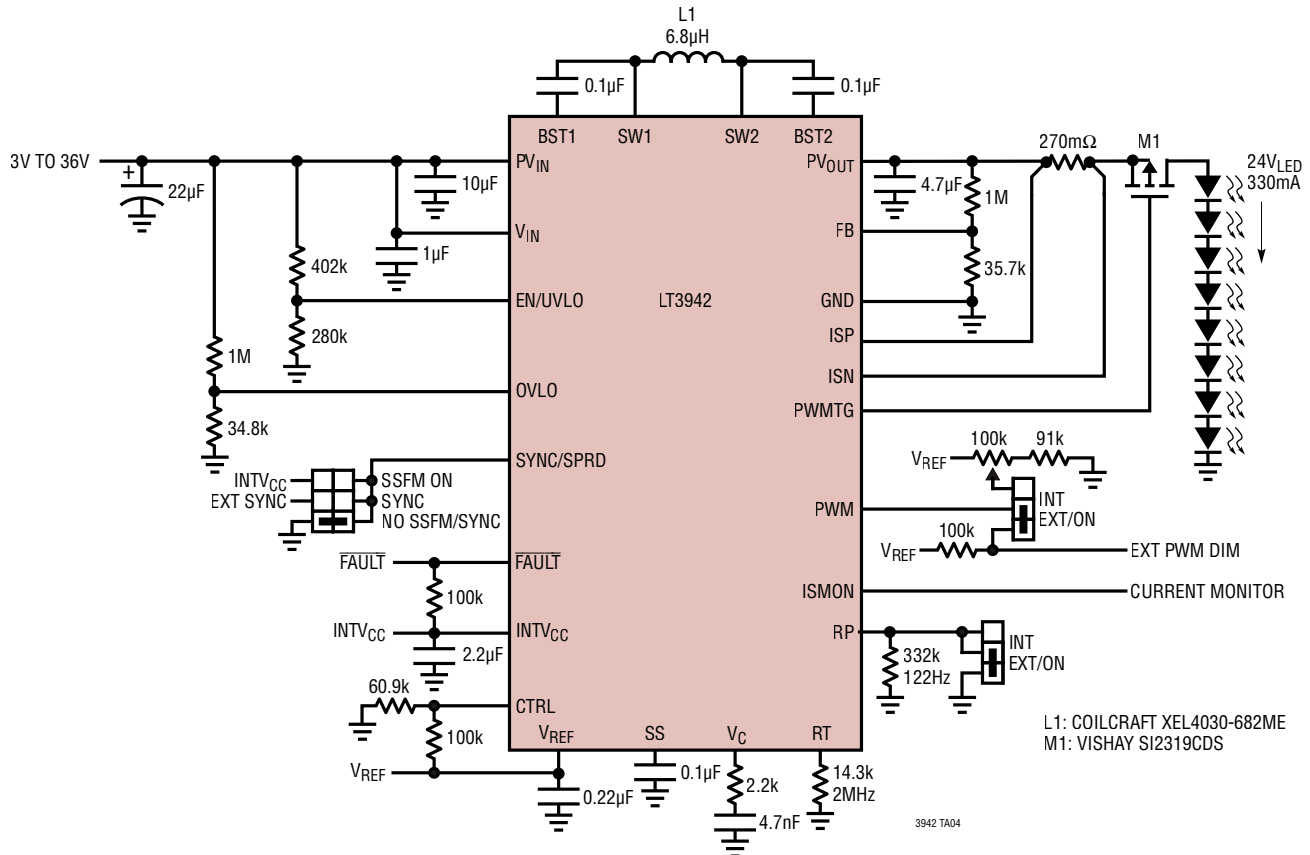 L1
6.8µH
0.1µF
0.1µF
BST1
SW1
SW2
BST2
3V TO 36V
+
22µF
10µF
PVIN
PVOUT
4.7µF
1M
270mΩ
M1
24VLED
330mA
1µF
VIN
FB
402k
35.7k
EN/UVLO
LT3942
GND
280k
ISP
1M
ISN
OVLO
PWMTG
34.8k
SYNC/SPRD
VREF
100k
91k
INTVCC
SSFM ON
EXT SYNC
SYNC
NO SSFM/SYNC
PWM
INT
EXT/ON
VREF
100k
EXT PWM DIM
FAULT
FAULT
100k
ISMON
CURRENT MONITOR
INTVCC
INTVCC
2.2µF
RP
332k
122Hz
INT
EXT/ON
60.9k
CTRL
100k
VREF
VREF
SS
VC
RT
0.22µF
0.1µF
2.2k
4.7nF
14.3k
2MHz
L1: COILCRAFT XEL4030-682ME
M1: VISHAY SI2319CDS
3942 TA04